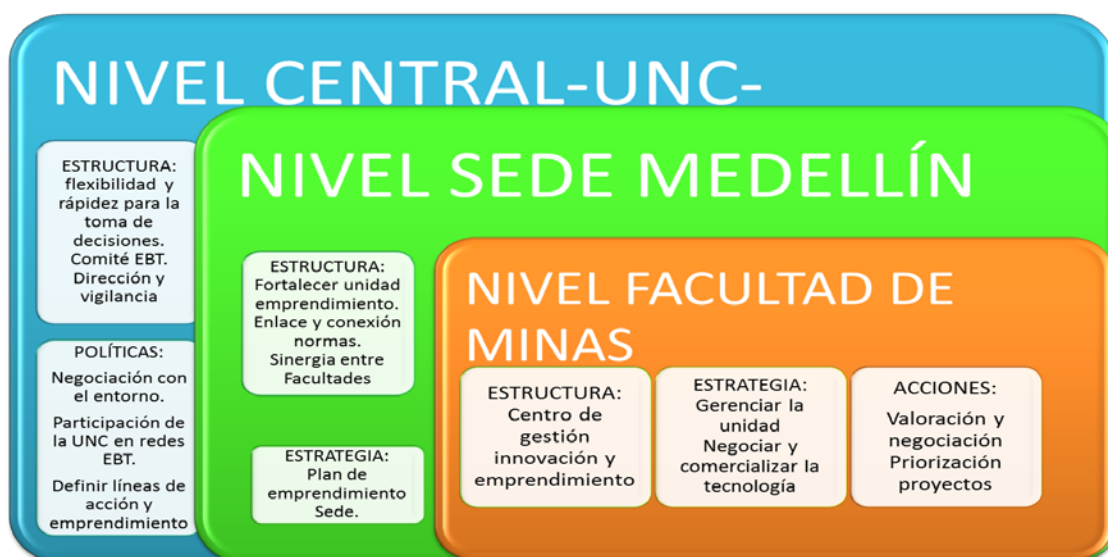 NIVEL CENTRAL-UNC-
ESTRUCTURA:
flexibilidad y
rápidez para la
toma de
decisiones.
Comité EBT.
Dirección y
vigilancia
POLÍTICAS:
Negociación con
el entorno.
Participación de
la UNC en redes
EBT.
Definir líneas de
acción y
emprendimiento
NIVEL SEDE MEDELLÍN
ESTRUCTURA:
Fortalecer unidad
emprendimiento.
Enlace y conexión
normas.
Sinergia entre
Facultades
ESTRATEGIA:
Plan de
emprendimiento
Sede.
NIVEL FACULTAD DE
MINAS
ESTRUCTURA:
Centro de
gestión
innovación y
emprendimiento
ESTRATEGIA:
Gerenciar la
unidad
Negociar y
comercializar la
tecnología
ACCIONES:
Valoración y
negociación
Priorización
proyectos